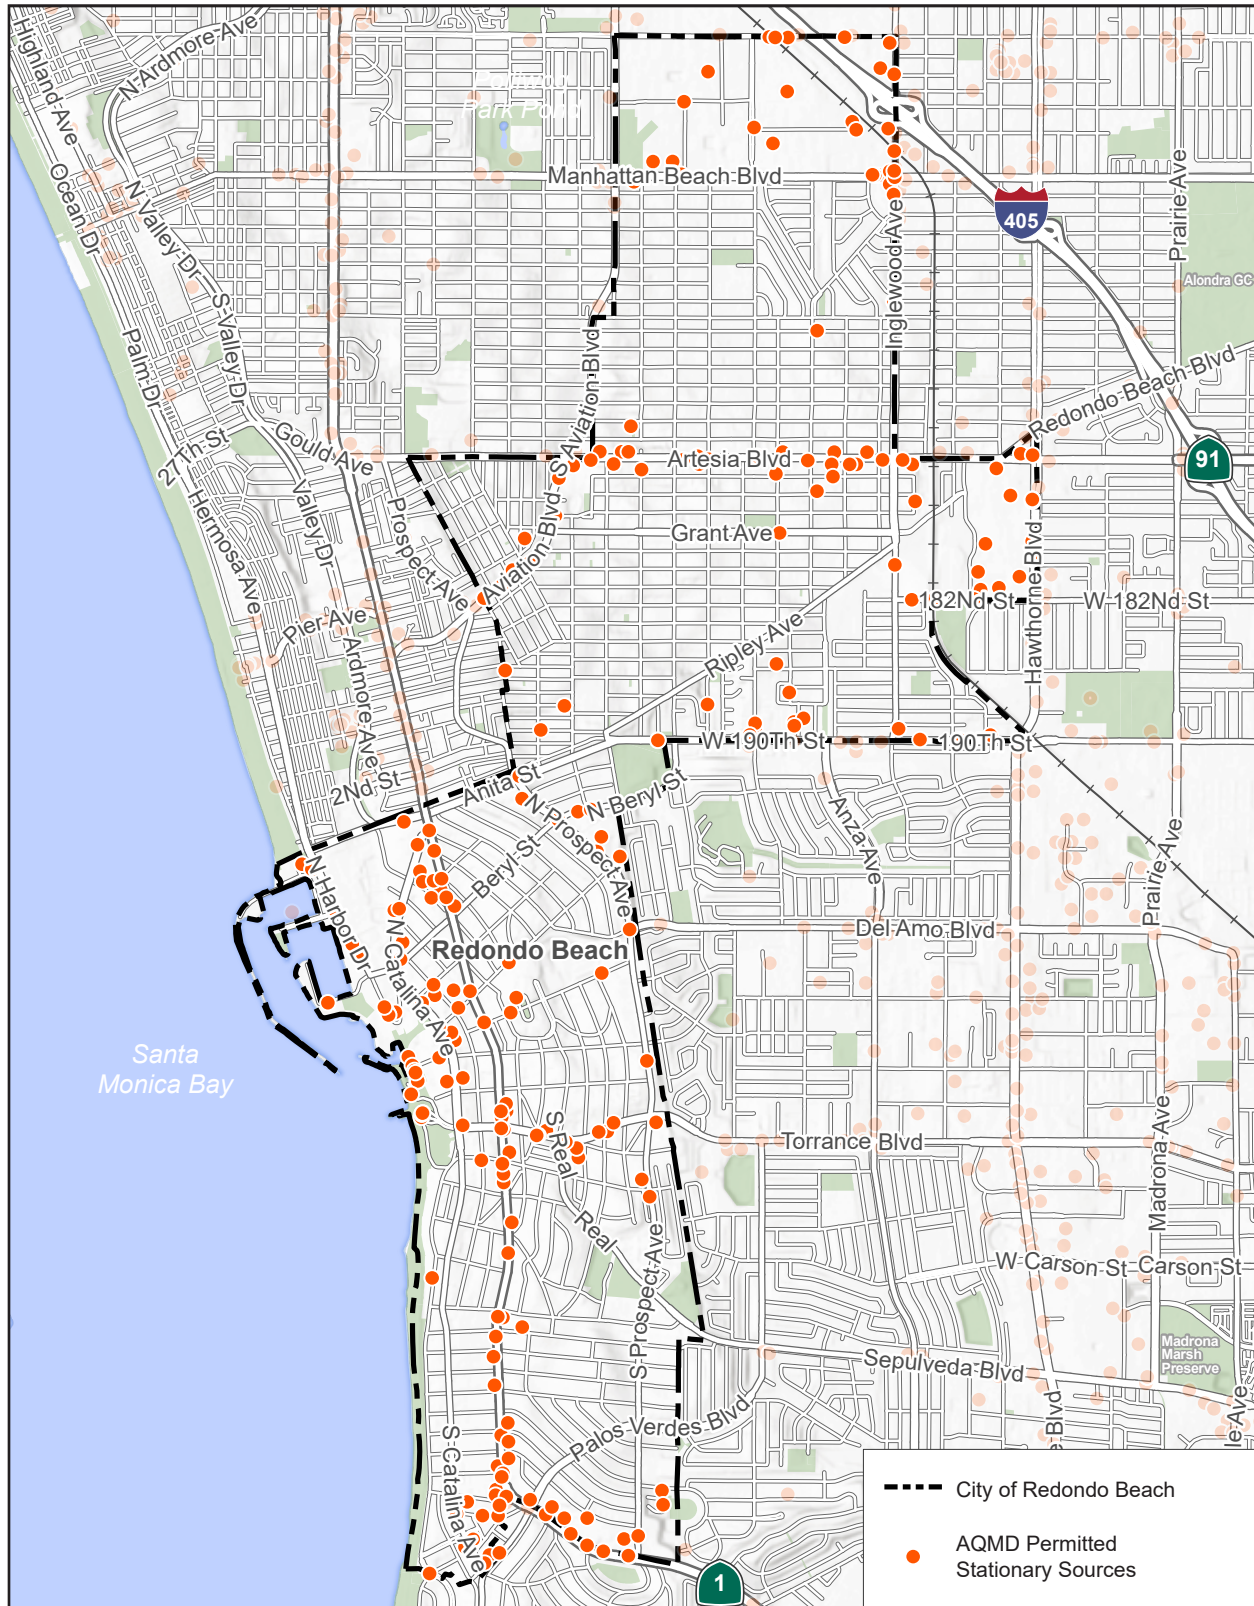 Highland Ave
N Ardmore Ave
Park Pond
Ocean Dr
N Valley Dr
Manhattan Beach Blvd
405
Prairie Ave
Alondra GC
S Valley Dr
Inglewood Ave
Palm Dr
S Aviation Blvd
Redondo Beach Blvd
27Th St
Gould Ave
Artesia Blvd
91
Valley Dr
Prospect Ave
Aviation Blvd
Grant Ave
Hermosa Ave
Hawthorne Blvd
182Nd St
W 182Nd St
Pier Ave
Ardmore Ave
Ripley Ave
W 190Th St
190Th St
2Nd St
Anita St
N Beryl St
N Prospect Ave
Beryl St
Anza Ave
Prairie Ave
N Harbor Dr
N Catalina Ave
Redondo Beach
Del Amo Blvd
Santa
Monica Bay
Torrance Blvd
S Real
Real
Madrona Ave
S Prospect Ave
W Carson St
Carson St
Sepulveda Blvd
Madrona
Marsh
Preserve
Palos Verdes Blvd
S Catalina Ave
e Blvd
le Ave
City of Redondo Beach
AQMD Permitted
Stationary Sources
1